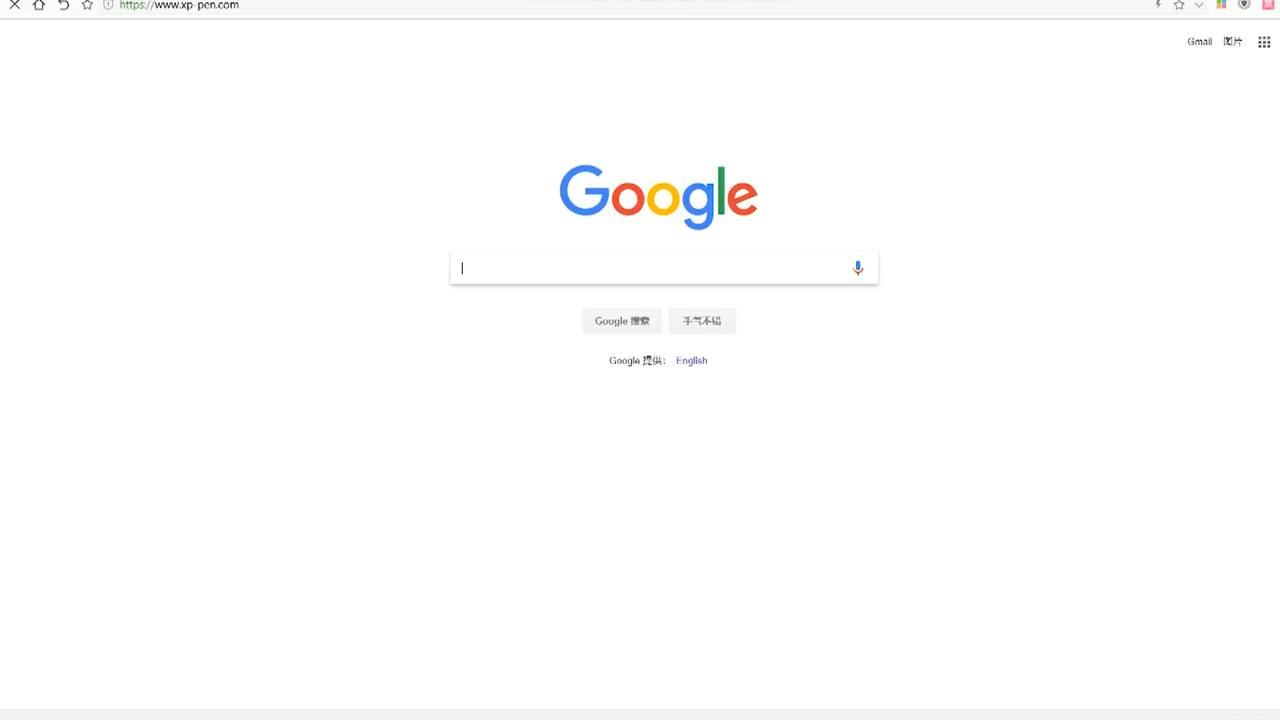 https://www.xp-pen.com
Gmail 图片
Google
Google 搜索 手气不错
Google 提供: English